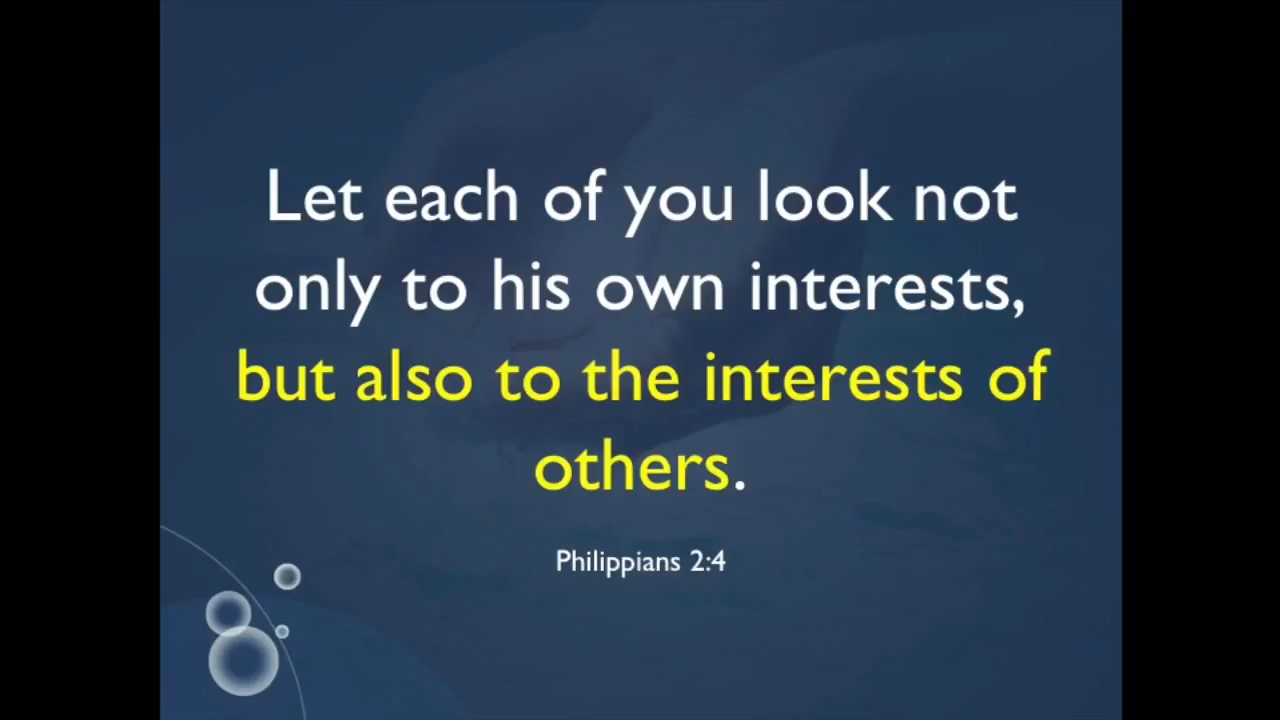 Let each of you look not
only to his own interests,
but also to the interests of
others.
Philippians 2:4